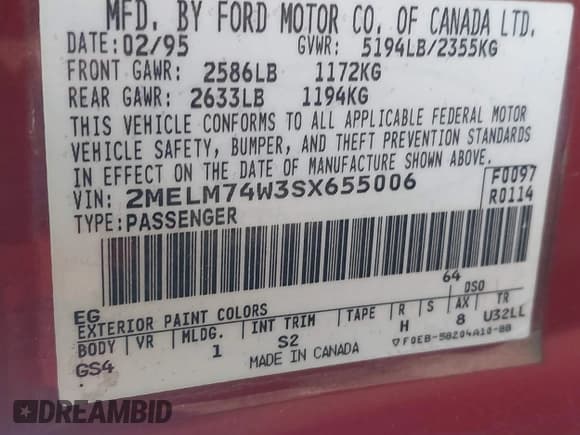 MFD. BY FORD MOTOR CO. OF CANADA LTD.
DATE: 02/95 GVWR: 5194LB/2355KG
FRONT GAWR: 2586LB 1172KG
REAR GAWR: 2633LB 1194KG
THIS VEHICLE CONFORMS TO ALL APPLICABLE FEDERAL MOTOR
VEHICLE SAFETY, BUMPER, AND THEFT PREVENTION STANDARDS
IN EFFECT ON THE DATE OF MANUFACTURE SHOWN ABOVE.
VIN: 2MELM74W3SX655006 F0097
TYPE: PASSENGER R0114
EG 64 DSO
EXTERIOR PAINT COLORS
BODY VR MLDG. INT TRIM TAPE R S AX TR
GS4 1 S2 H 8 U32LL
MADE IN CANADA ▽F0EB-58204A10-BB
DREAMBID